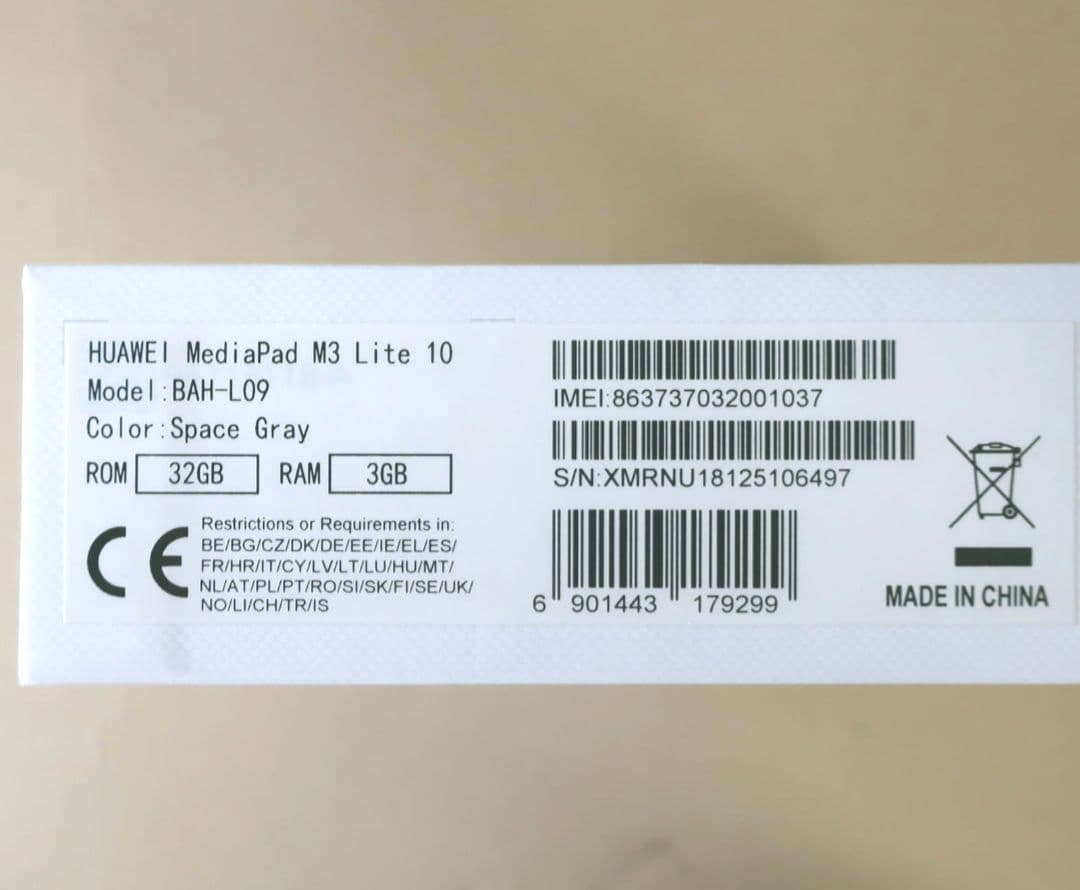 HUAWEI MediaPad M3 Lite 10
Model:BAH-L09
Color:Space Gray
ROM 32GB RAM 3GB
CE
Restrictions or Requirements in:
BE/BG/CZ/DK/DE/EE/IE/EL/ES/
FR/HR/IT/CY/LV/LT/LU/HU/MT/
NL/AT/PL/PT/RO/SI/SK/FI/SE/UK/
NO/LI/CH/TR/IS
IMEI:863737032001037
S/N:XMRNU18125106497
6 901443 179299
MADE IN CHINA